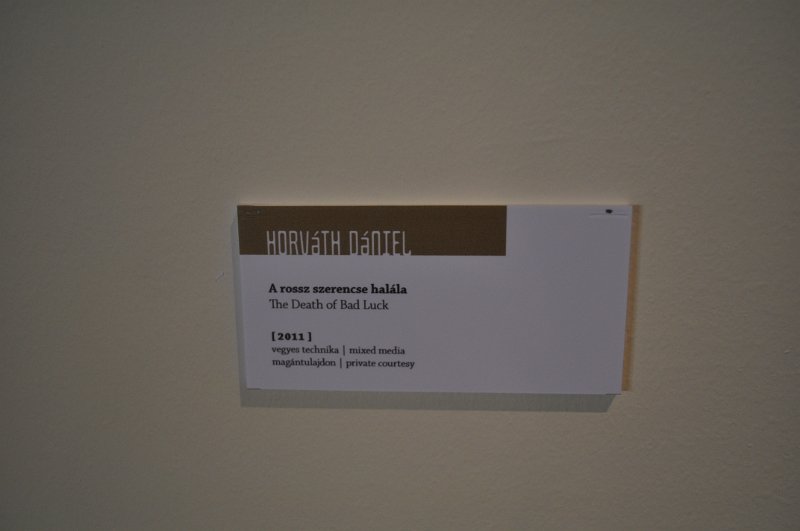 HORVáTH DáNIEL
A rossz szerencse halála
The Death of Bad Luck
[ 2011 ]
vegyes technika | mixed media
magántulajdon | private courtesy